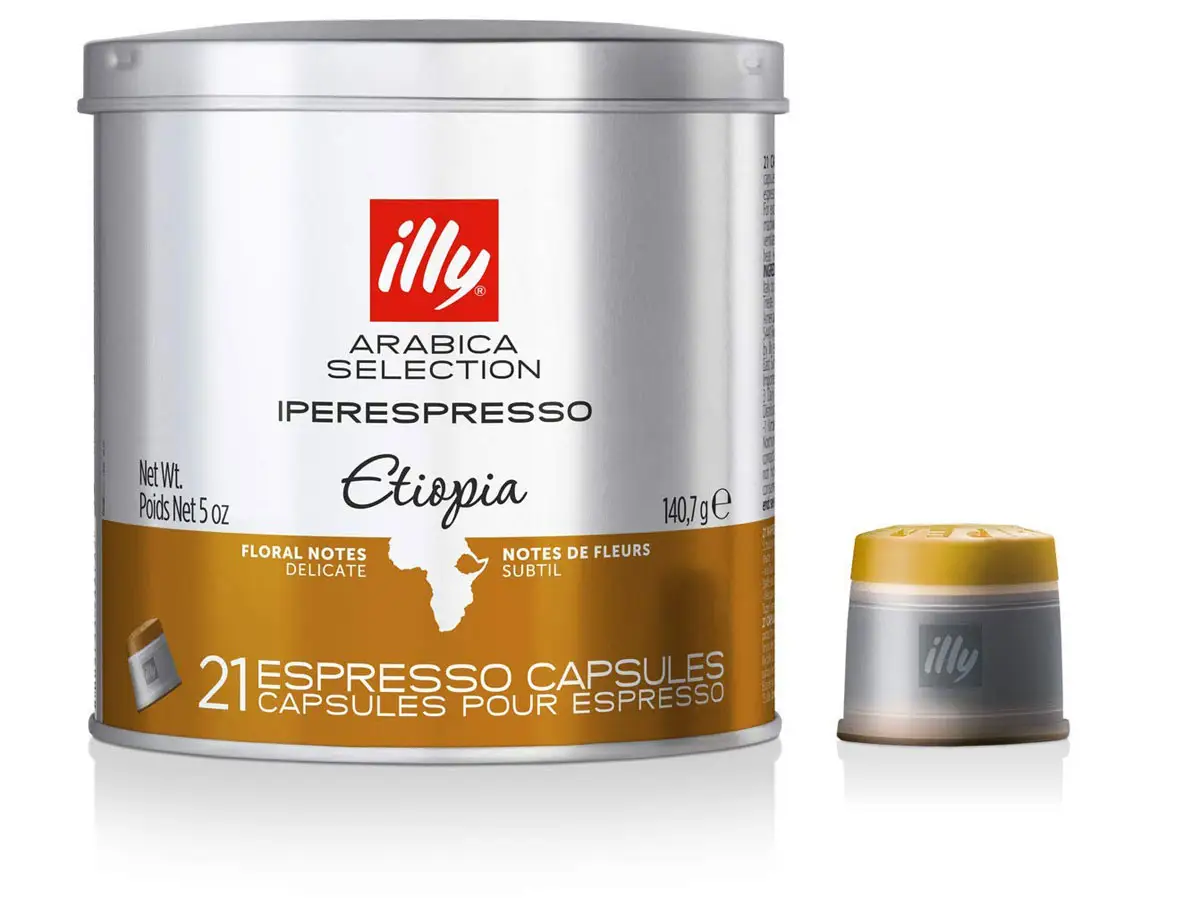 illy®
ARABICA
SELECTION
IPERESPRESSO
Etiopia
Net Wt.
Poids Net 5 oz
140,7 g ℮
FLORAL NOTES
DELICATE
NOTES DE FLEURS
SUBTIL
21 ESPRESSO CAPSULES
CAPSULES POUR ESPRESSO
illy